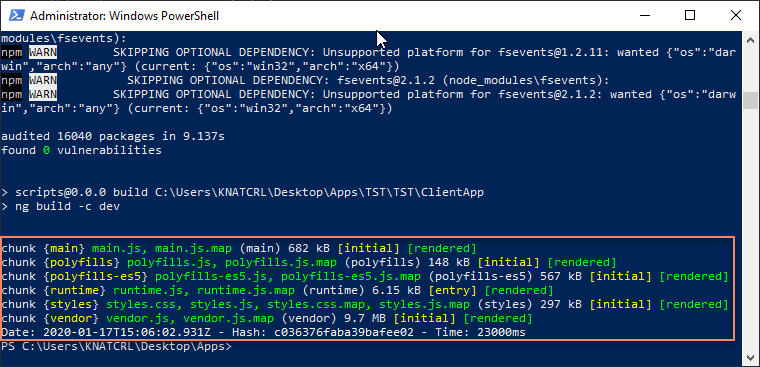 Administrator: Windows PowerShell
modules\fsevents):
npm WARN SKIPPING OPTIONAL DEPENDENCY: Unsupported platform for fsevents@1.2.11: wanted {"os":"dar
win","arch":"any"} (current: {"os":"win32","arch":"x64"})
npm WARN SKIPPING OPTIONAL DEPENDENCY: fsevents@2.1.2 (node_modules\fsevents):
npm WARN SKIPPING OPTIONAL DEPENDENCY: Unsupported platform for fsevents@2.1.2: wanted {"os":"darw
in","arch":"any"} (current: {"os":"win32","arch":"x64"})
audited 16040 packages in 9.137s
found 0 vulnerabilities
> scripts@0.0.0 build C:\Users\KNATCRL\Desktop\Apps\TST\TST\ClientApp
> ng build -c dev
chunk {main} main.js, main.js.map (main) 682 kB [initial] [rendered]
chunk {polyfills} polyfills.js, polyfills.js.map (polyfills) 148 kB [initial] [rendered]
chunk {polyfills-es5} polyfills-es5.js, polyfills-es5.js.map (polyfills-es5) 567 kB [initial] [rendered]
chunk {runtime} runtime.js, runtime.js.map (runtime) 6.15 kB [entry] [rendered]
chunk {styles} styles.css, styles.js, styles.css.map, styles.js.map (styles) 297 kB [initial] [rendered]
chunk {vendor} vendor.js, vendor.js.map (vendor) 9.7 MB [initial] [rendered]
Date: 2020-01-17T15:06:02.931Z - Hash: c036376faba39bafee02 - Time: 23000ms
PS C:\Users\KNATCRL\Desktop\Apps>